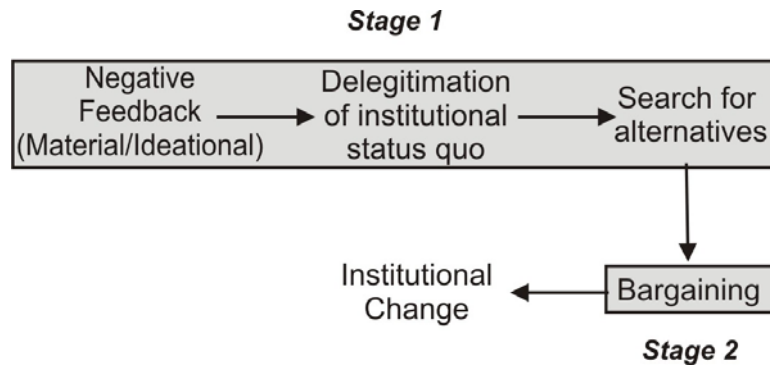 Stage 1
Negative
Feedback
(Material/Ideational)
Delegitimation
of institutional
status quo
Search for
alternatives
Bargaining
Institutional
Change
Stage 2